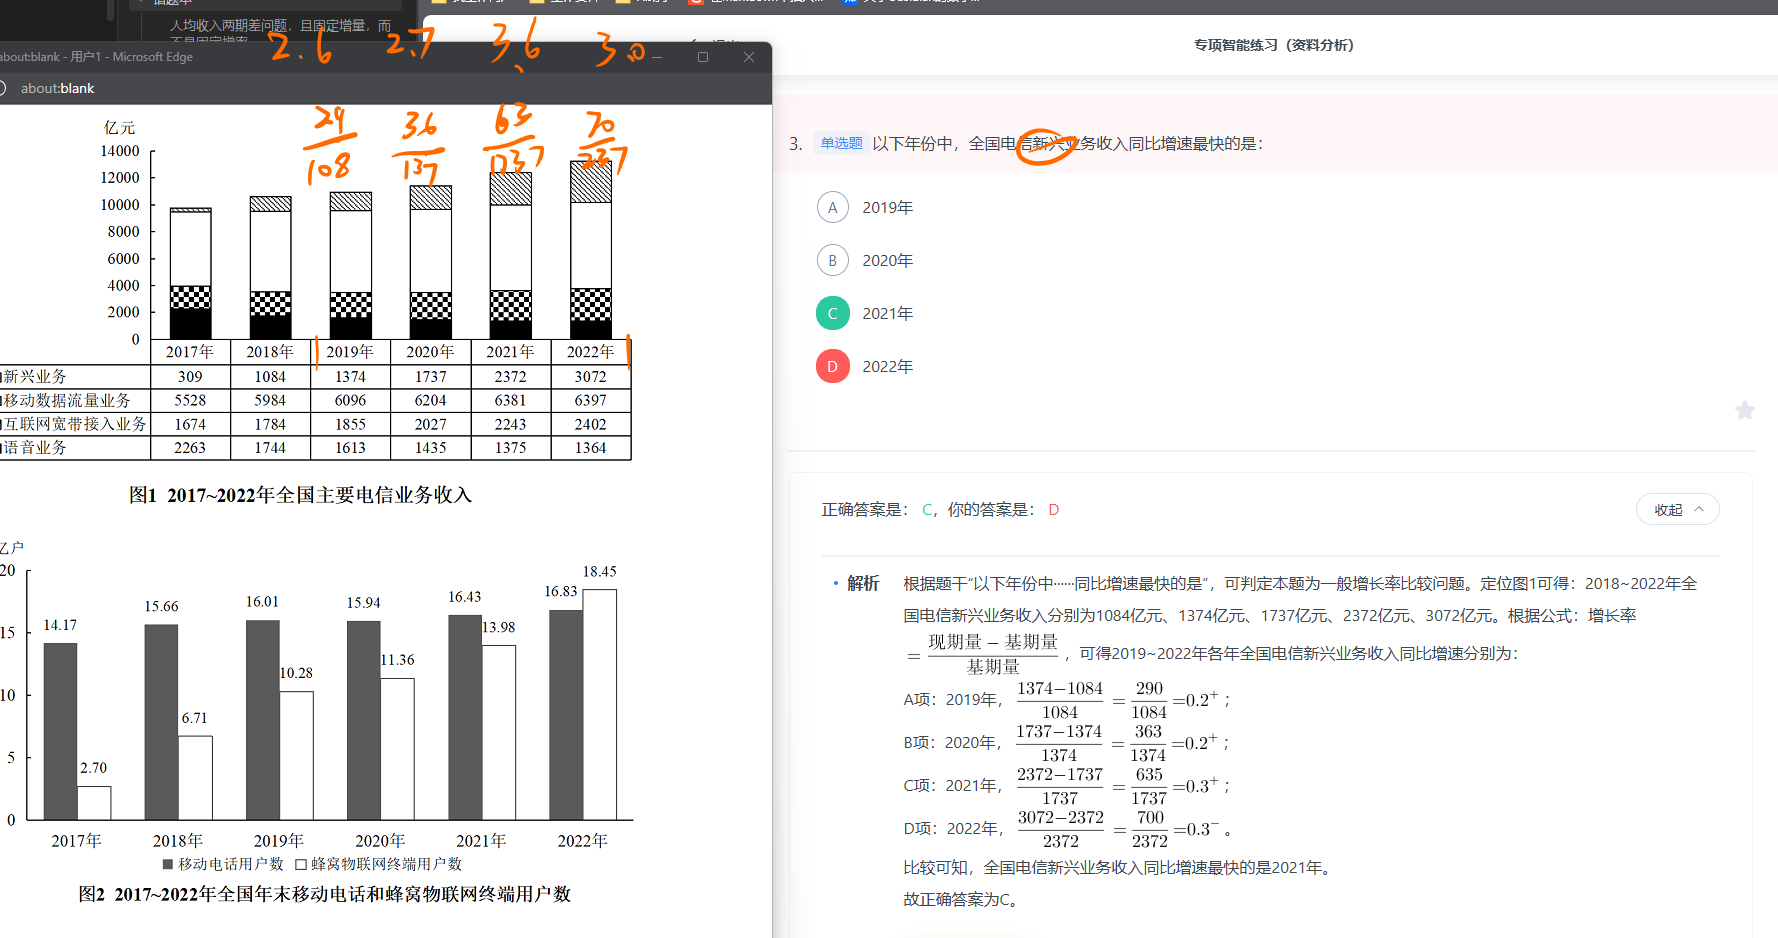 人均收入两期差问题，且固定增量，而
about:blank - 用户1 - Microsoft Edge
about:blank
2.6 2.7 3.6 3.0
29/108 36/137 63/1737 70/237
亿元
14000
12000
10000
8000
6000
4000
2000
0
2017年 2018年 2019年 2020年 2021年 2022年
新兴业务 309 1084 1374 1737 2372 3072
移动数据流量业务 5528 5984 6096 6204 6381 6397
互联网宽带接入业务 1674 1784 1855 2027 2243 2402
语音业务 2263 1744 1613 1435 1375 1364
图1 2017~2022年全国主要电信业务收入
亿户
20
15
10
5
0
14.17 15.66 16.01 15.94 16.43 16.83
2.70 6.71 10.28 11.36 13.98 18.45
2017年 2018年 2019年 2020年 2021年 2022年
移动电话用户数 蜂窝物联网终端用户数
图2 2017~2022年全国年末移动电话和蜂窝物联网终端用户数
专项智能练习（资料分析）
3. 单选题 以下年份中，全国电信新兴业务收入同比增速最快的是：
A 2019年
B 2020年
C 2021年
D 2022年
正确答案是： C，你的答案是： D
收起
解析 根据题干“以下年份中……同比增速最快的是”，可判定本题为一般增长率比较问题。定位图1可得：2018~2022年全
国电信新兴业务收入分别为1084亿元、1374亿元、1737亿元、2372亿元、3072亿元。根据公式：增长率
=(现期量−基期量)/基期量，可得2019~2022年各年全国电信新兴业务收入同比增速分别为：
A项：2019年，(1374−1084)/1084=290/1084=0.2⁺；
B项：2020年，(1737−1374)/1374=363/1374=0.2⁺；
C项：2021年，(2372−1737)/1737=635/1737=0.3⁺；
D项：2022年，(3072−2372)/2372=700/2372=0.3⁻。
比较可知，全国电信新兴业务收入同比增速最快的是2021年。
故正确答案为C。